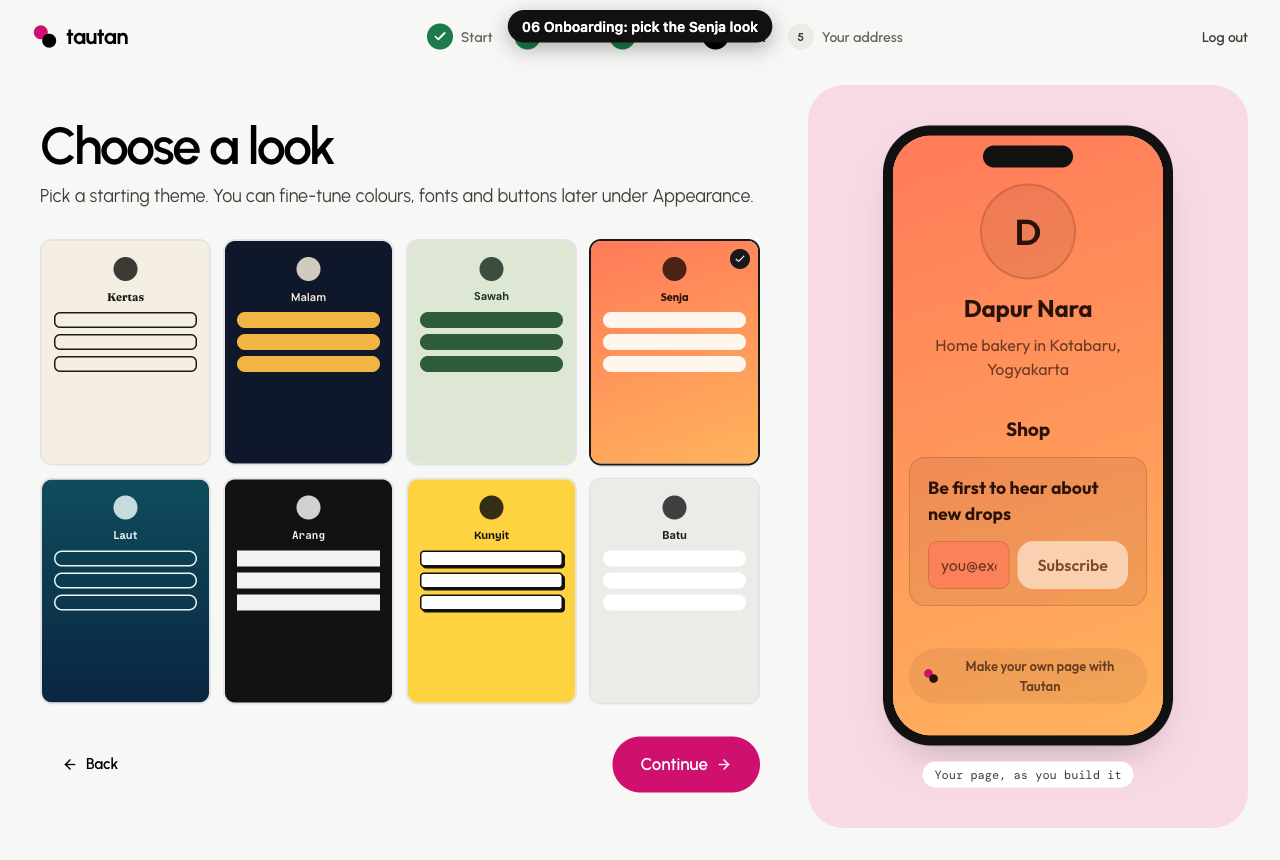 tautan
Start
06 Onboarding: pick the Senja look
5
Your address
Log out
Choose a look
Pick a starting theme. You can fine-tune colours, fonts and buttons later under Appearance.
Kertas
Malam
Sawah
Senja
Laut
Arang
Kunyit
Batu
Back
Continue
D
Dapur Nara
Home bakery in Kotabaru,
Yogyakarta
Shop
Be first to hear about
new drops
you@ex
Subscribe
Make your own page with
Tautan
Your page, as you build it